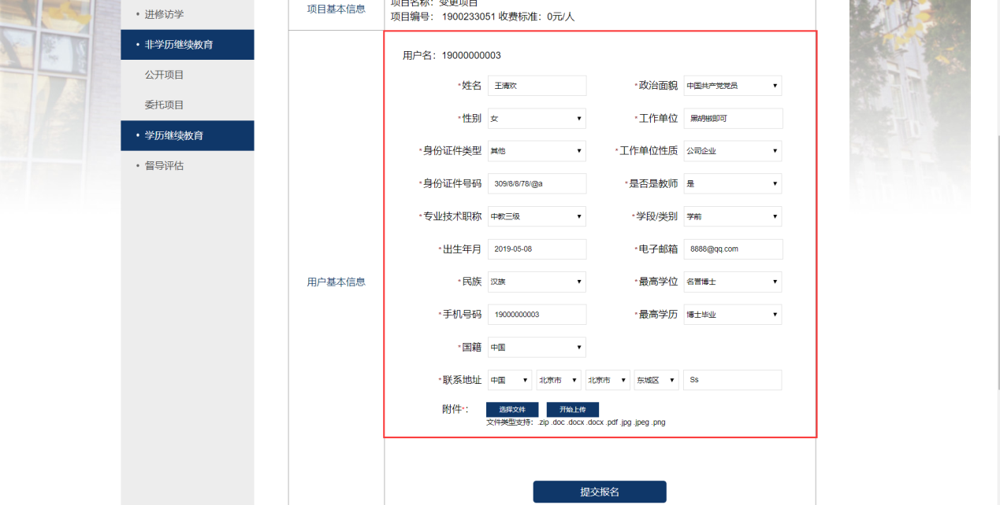 进修访学
非学历继续教育
公开项目
委托项目
学历继续教育
督导评估
项目基本信息
项目名称：变更项目
项目编号： 1900233051 收费标准：0元/人
用户基本信息
用户名：19000000003
*姓名 王清欢 *政治面貌 中国共产党党员
*性别 女 *工作单位 黑胡椒即可
*身份证件类型 其他 *工作单位性质 公司企业
*身份证件号码 309/8/8/78/@a *是否是教师 是
*专业技术职称 中教三级 *学段/类别 学前
*出生年月 2019-05-08 *电子邮箱 8888@qq.com
*民族 汉族 *最高学位 名誉博士
*手机号码 19000000003 *最高学历 博士毕业
*国籍 中国
*联系地址 中国 北京市 北京市 东城区 Ss
附件*： 选择文件 开始上传
文件类型支持：.zip .doc .docx .docx .pdf .jpg .jpeg .png
提交报名